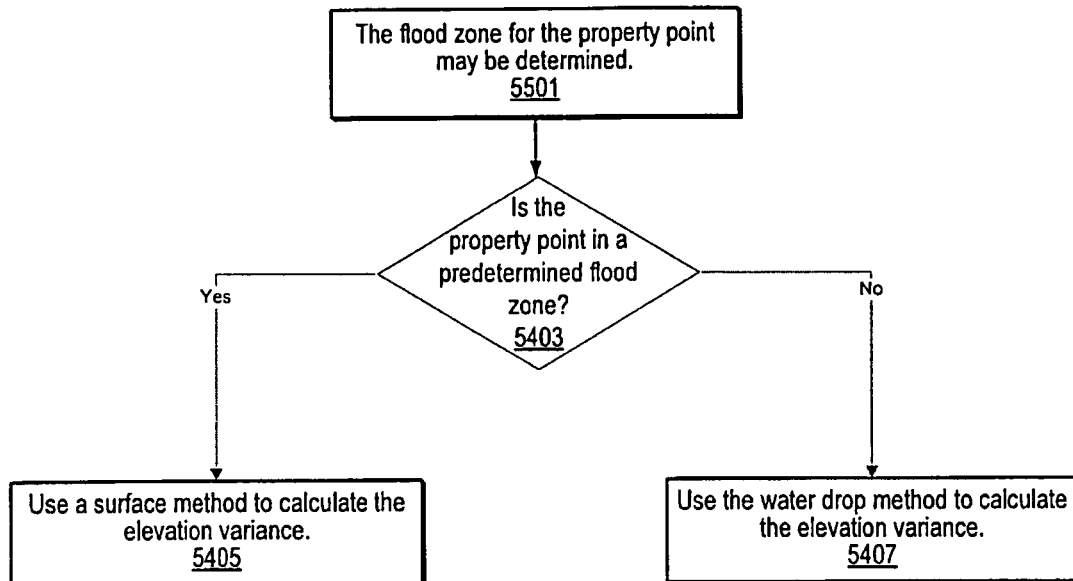 The flood zone for the property point
may be determined.
5501
Is the
property point in a
predetermined flood
zone?
5403
Yes
No
Use a surface method to calculate the
elevation variance.
5405
Use the water drop method to calculate
the elevation variance.
5407